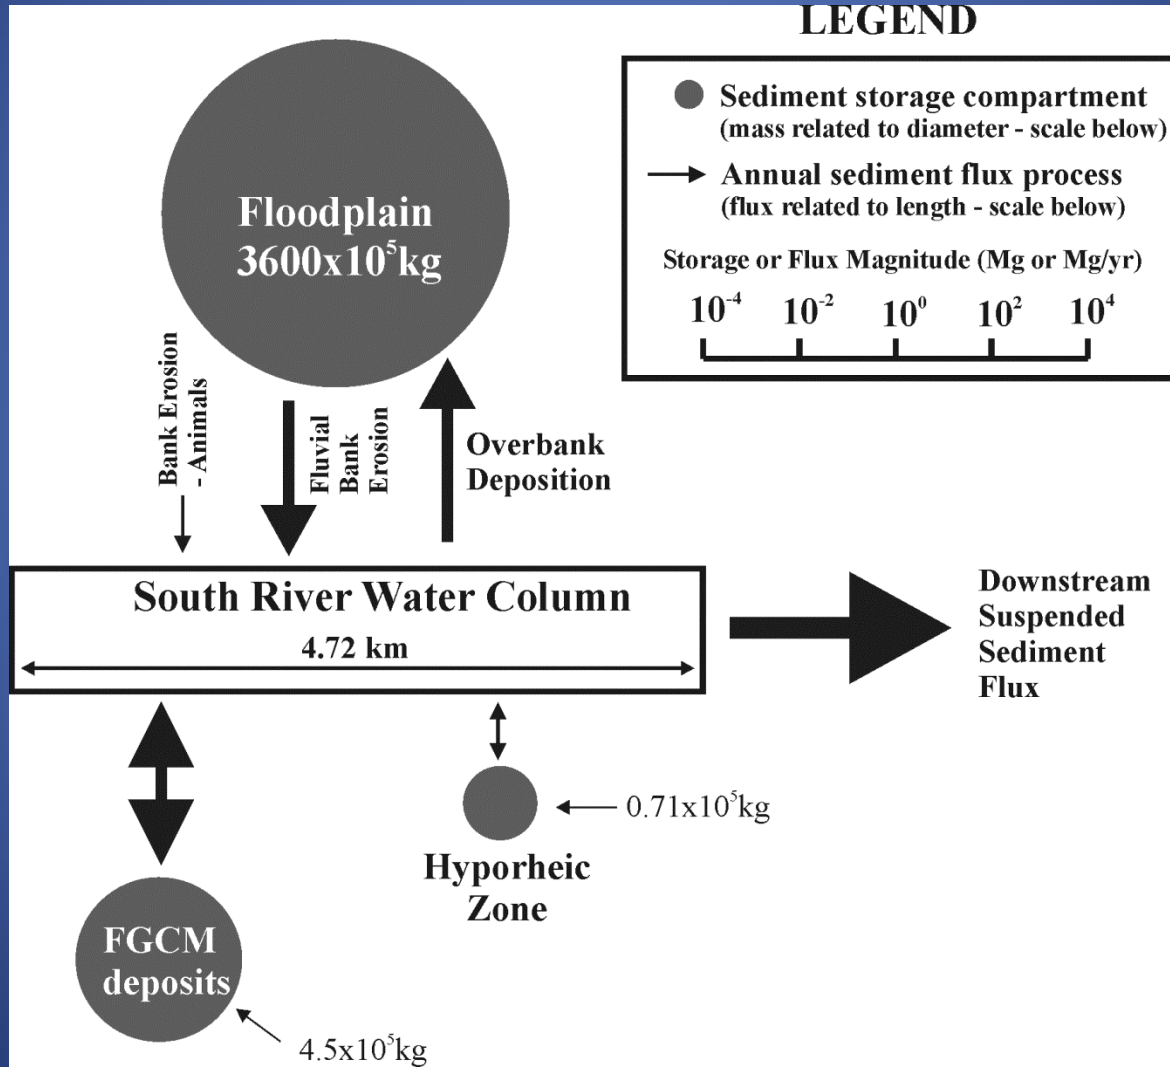 LEGEND
Sediment storage compartment
(mass related to diameter - scale below)
Annual sediment flux process
(flux related to length - scale below)
Storage or Flux Magnitude (Mg or Mg/yr)
10⁻⁴ 10⁻² 10⁰ 10² 10⁴
Floodplain
3600x10⁵kg
Bank Erosion
- Animals
Fluvial
Bank
Erosion
Overbank
Deposition
South River Water Column
4.72 km
Downstream
Suspended
Sediment
Flux
0.71x10⁵kg
Hyporheic
Zone
FGCM
deposits
4.5x10⁵kg